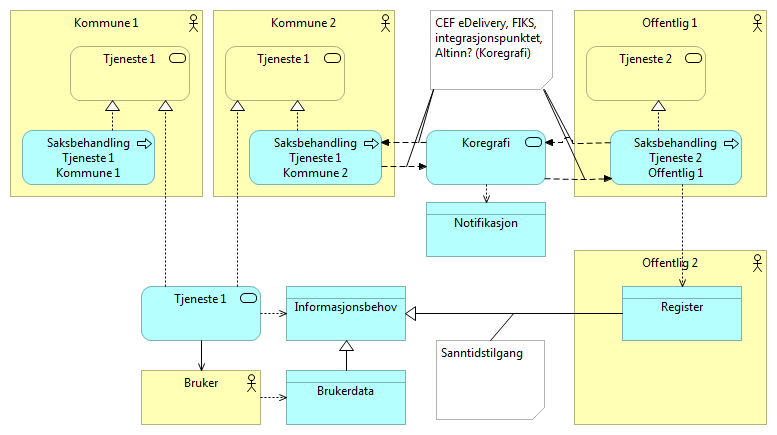 Kommune 1
Kommune 2
CEF eDelivery, FIKS,
integrasjonspunktet,
Altinn? (Koregrafi)
Offentlig 1
Tjeneste 1
Tjeneste 1
Tjeneste 2
Saksbehandling
Tjeneste 1
Kommune 1
Saksbehandling
Tjeneste 1
Kommune 2
Koregrafi
Saksbehandling
Tjeneste 2
Offentlig 1
Notifikasjon
Offentlig 2
Tjeneste 1
Informasjonsbehov
Register
Sanntidstilgang
Bruker
Brukerdata